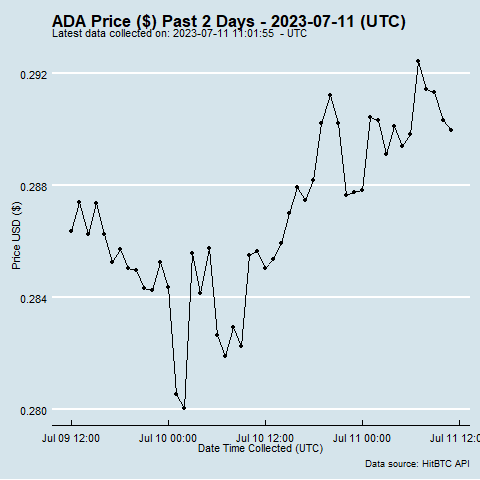 ADA Price ($) Past 2 Days - 2023-07-11 (UTC)
Latest data collected on: 2023-07-11 11:01:55 - UTC
0.292
0.288
0.284
0.280
Price USD ($)
Jul 09 12:00 Jul 10 00:00 Jul 10 12:00 Jul 11 00:00 Jul 11 12:
Date Time Collected (UTC)
Data source: HitBTC API